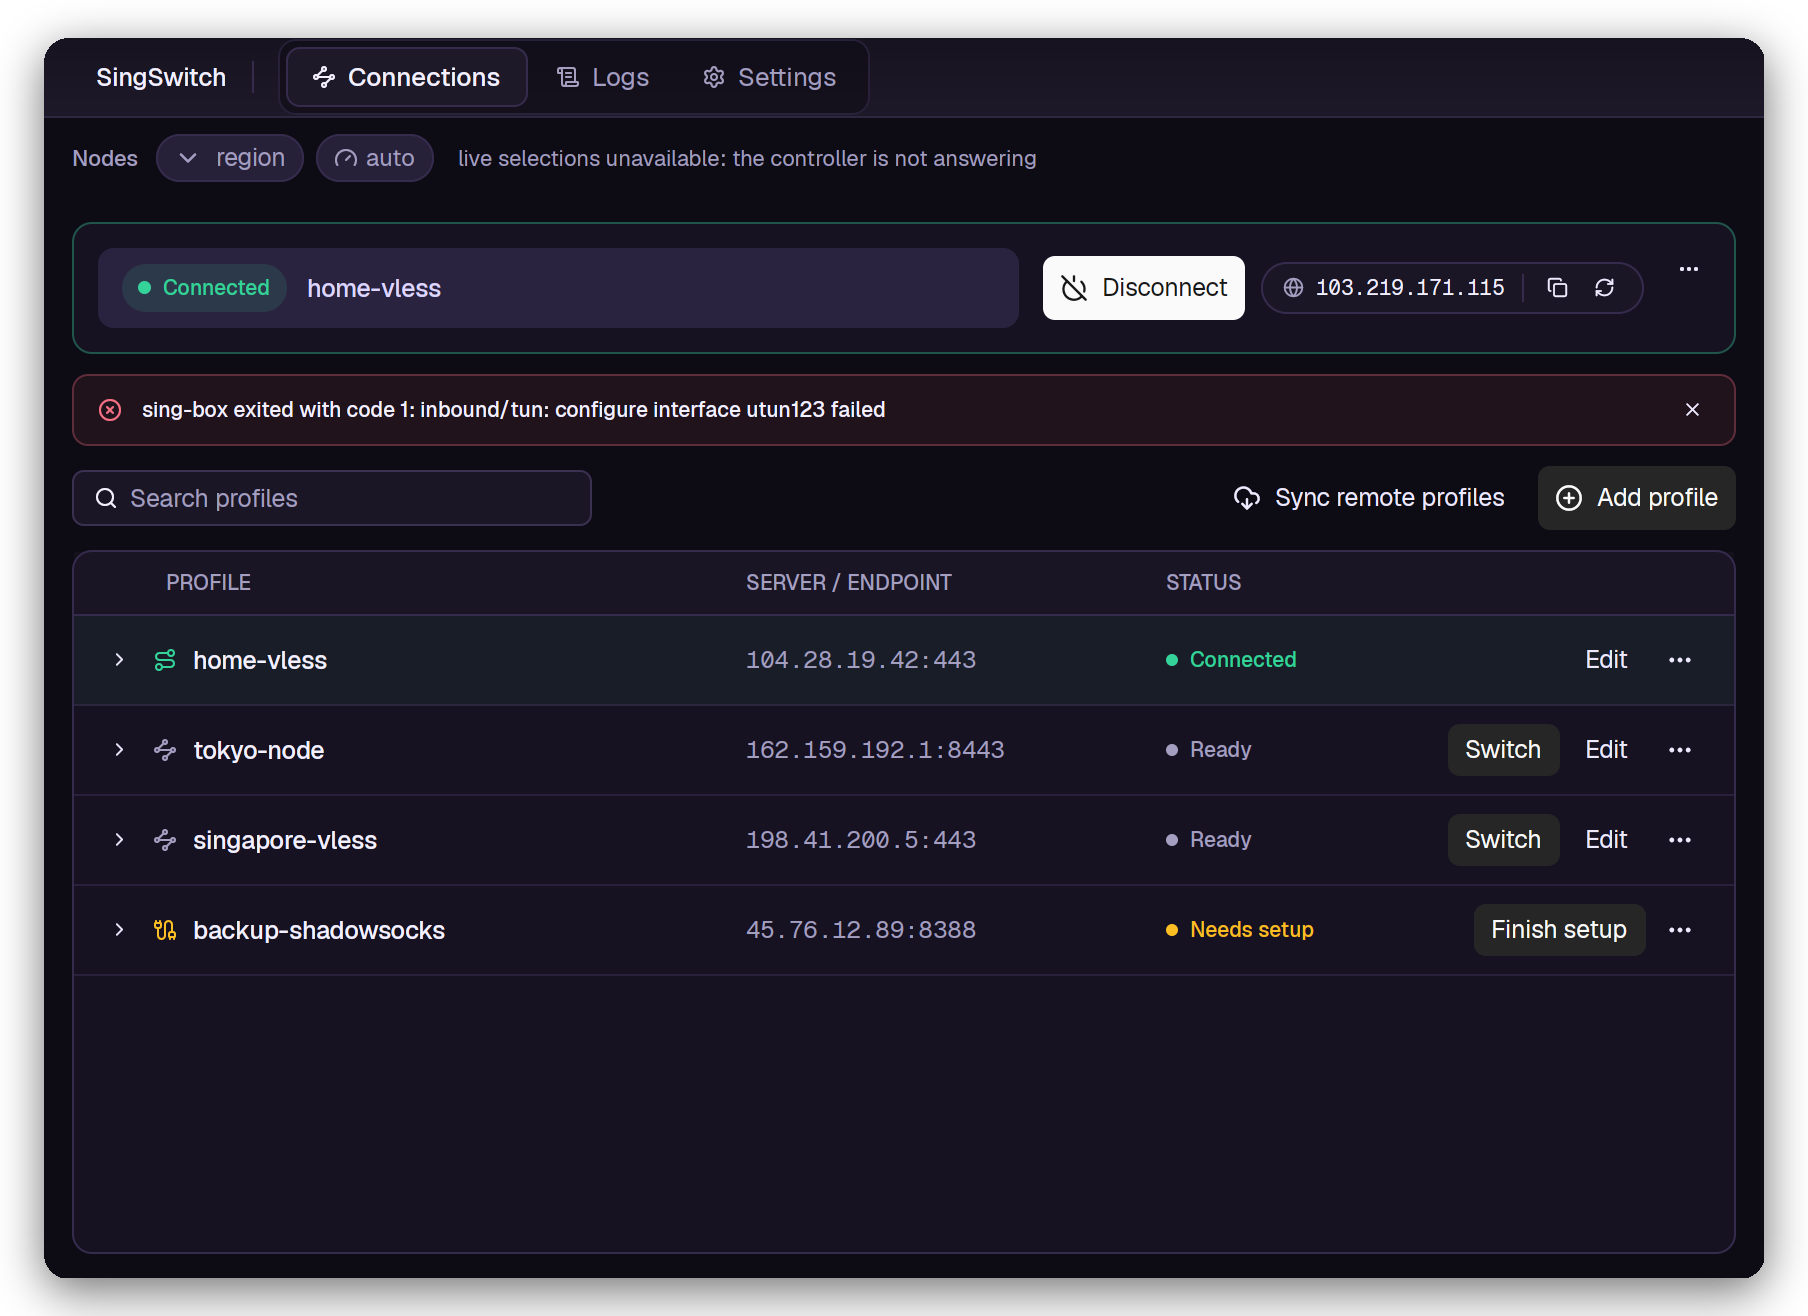 SingSwitch
Connections
Logs
Settings
Nodes
region
auto
live selections unavailable: the controller is not answering
Connected
home-vless
Disconnect
103.219.171.115
sing-box exited with code 1: inbound/tun: configure interface utun123 failed
Search profiles
Sync remote profiles
Add profile
PROFILE
SERVER / ENDPOINT
STATUS
home-vless
104.28.19.42:443
Connected
Edit
tokyo-node
162.159.192.1:8443
Ready
Switch
Edit
singapore-vless
198.41.200.5:443
Ready
Switch
Edit
backup-shadowsocks
45.76.12.89:8388
Needs setup
Finish setup